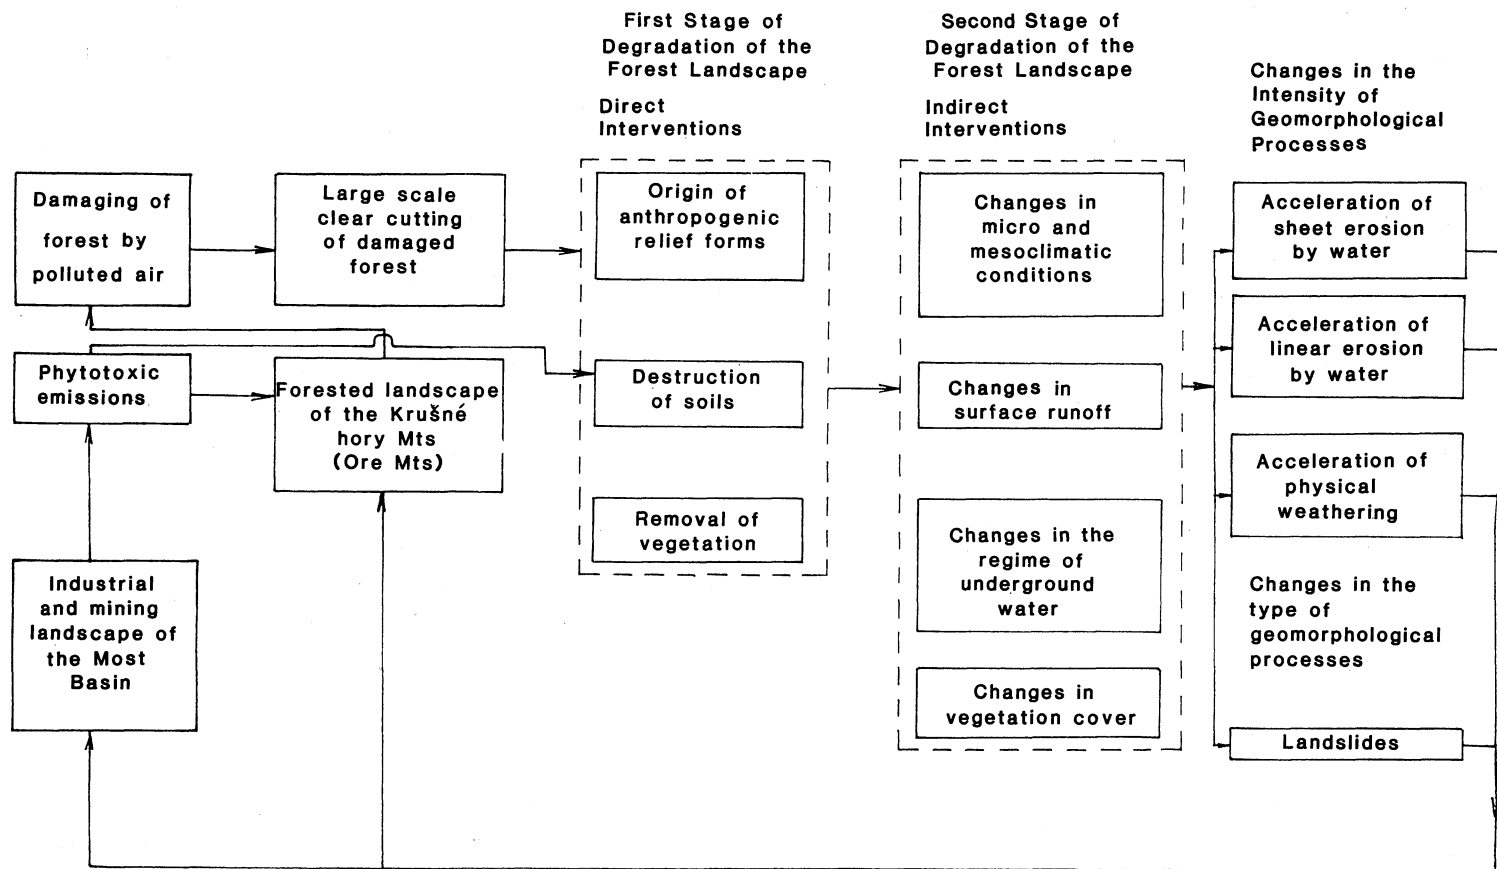 First Stage of
Degradation of the
Forest Landscape
Direct
Interventions
Second Stage of
Degradation of the
Forest Landscape
Indirect
Interventions
Changes in the
Intensity of
Geomorphological
Processes
Damaging of
forest by
polluted air
Large scale
clear cutting
of damaged
forest
Origin of
anthropogenic
relief forms
Changes in
micro and
mesoclimatic
conditions
Acceleration of
sheet erosion
by water
Phytotoxic
emissions
Forested landscape
of the Krušné
hory Mts
(Ore Mts)
Destruction
of soils
Changes in
surface runoff
Acceleration of
linear erosion
by water
Removal of
vegetation
Changes in the
regime of
underground
water
Acceleration of
physical
weathering
Industrial
and mining
landscape of
the Most
Basin
Changes in
vegetation cover
Changes in the
type of
geomorphological
processes
Landslides